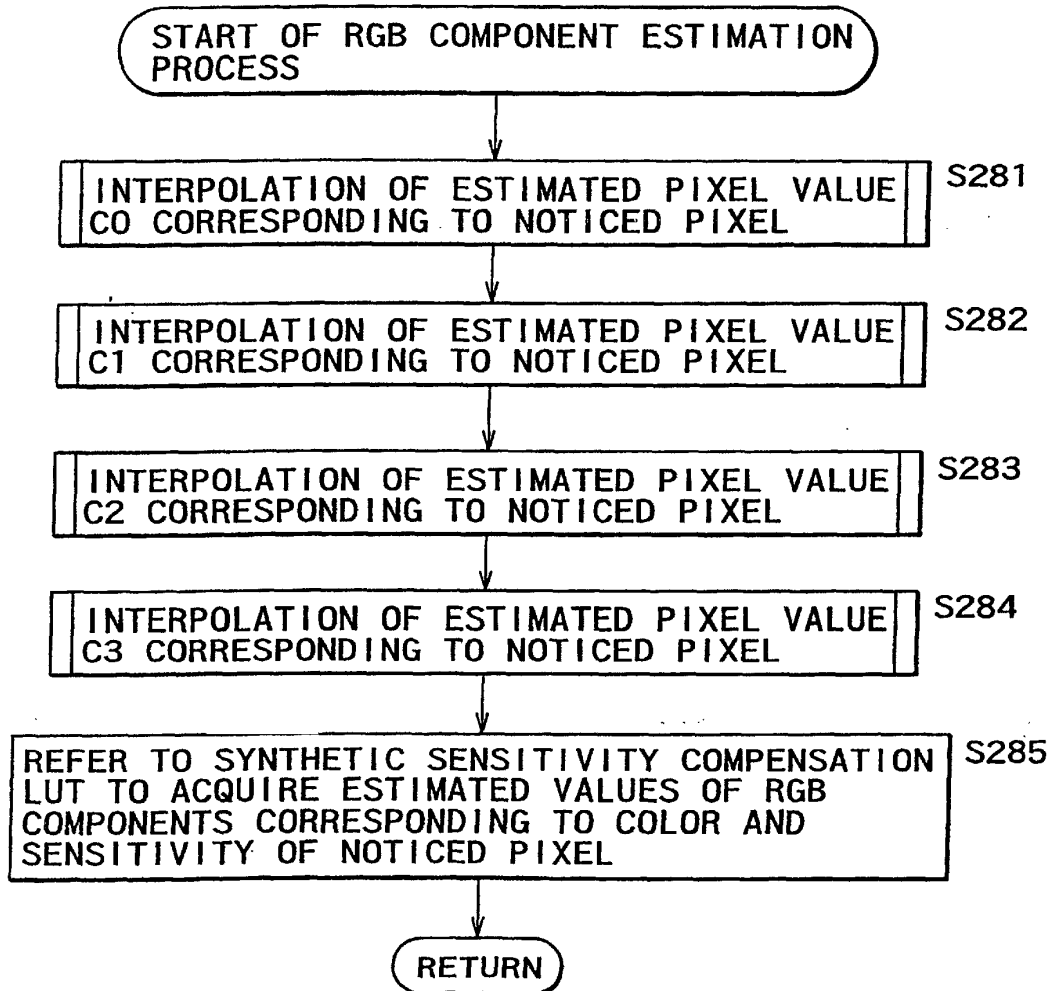 START OF RGB COMPONENT ESTIMATION
PROCESS
INTERPOLATION OF ESTIMATED PIXEL VALUE
C0 CORRESPONDING TO NOTICED PIXEL
S281
INTERPOLATION OF ESTIMATED PIXEL VALUE
C1 CORRESPONDING TO NOTICED PIXEL
S282
INTERPOLATION OF ESTIMATED PIXEL VALUE
C2 CORRESPONDING TO NOTICED PIXEL
S283
INTERPOLATION OF ESTIMATED PIXEL VALUE
C3 CORRESPONDING TO NOTICED PIXEL
S284
REFER TO SYNTHETIC SENSITIVITY COMPENSATION
LUT TO ACQUIRE ESTIMATED VALUES OF RGB
COMPONENTS CORRESPONDING TO COLOR AND
SENSITIVITY OF NOTICED PIXEL
S285
RETURN